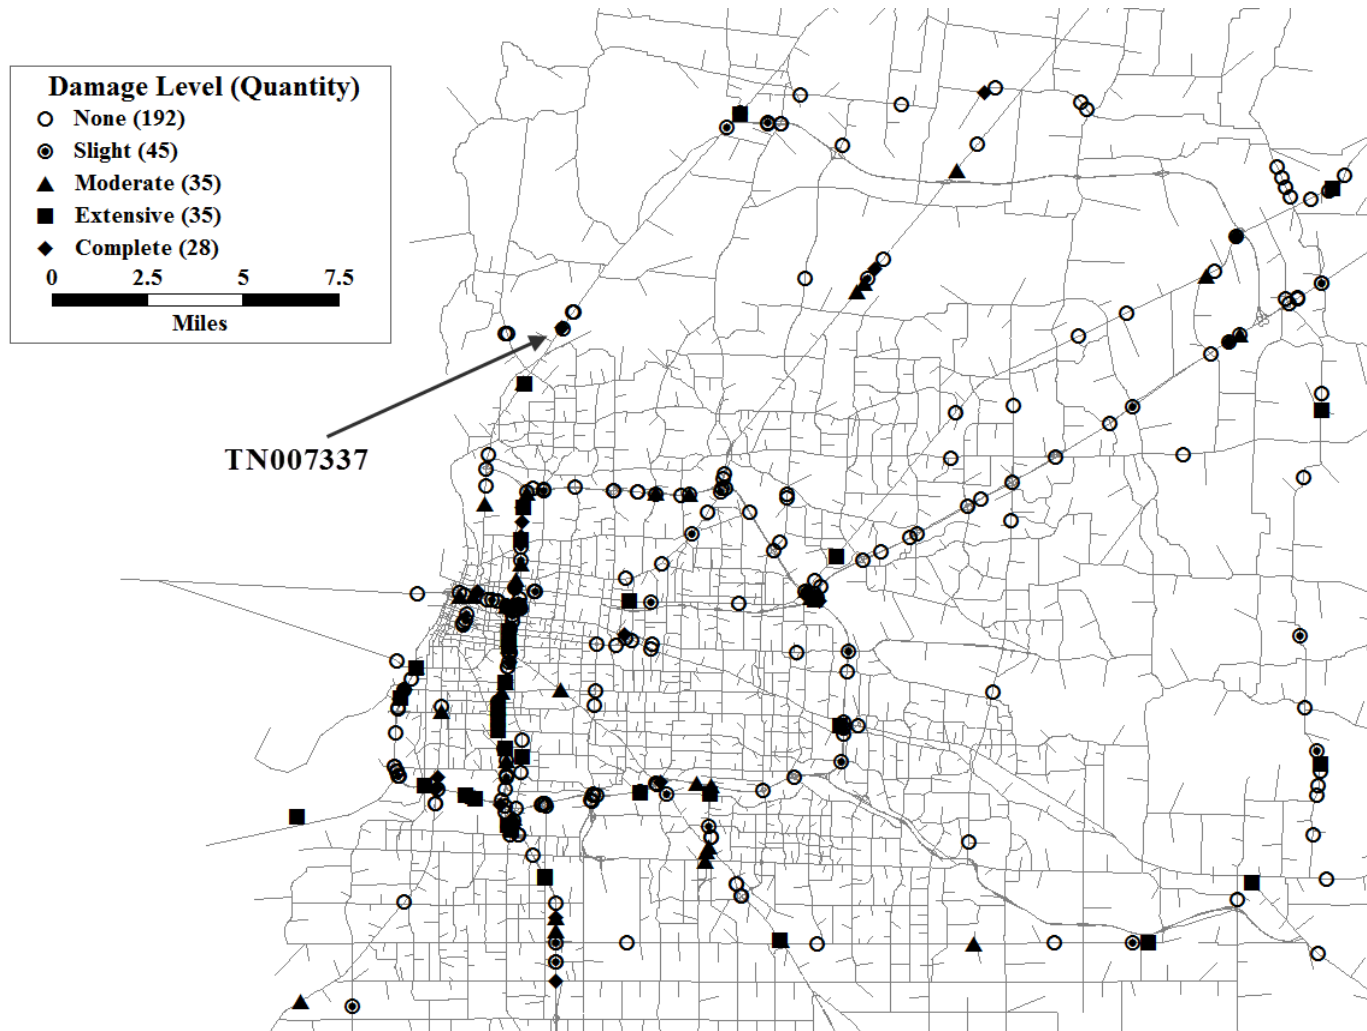 Damage Level (Quantity)
None (192)
Slight (45)
Moderate (35)
Extensive (35)
Complete (28)
0 2.5 5 7.5
Miles
TN007337